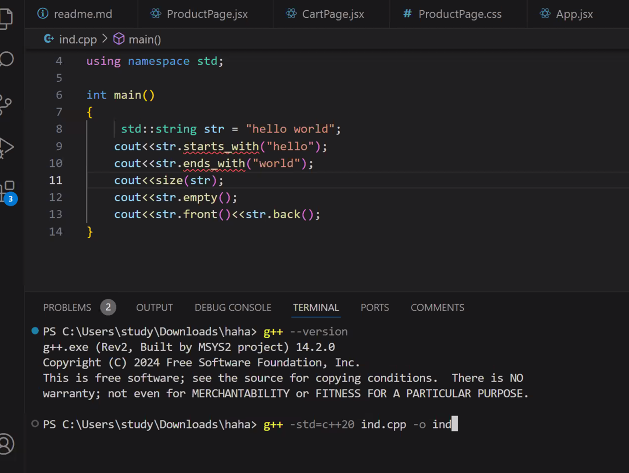 readme.md ProductPage.jsx CartPage.jsx # ProductPage.css App.jsx
ind.cpp > main()
4 using namespace std;
5
6 int main()
7 {
8 std::string str = "hello world";
9 cout<<str.starts_with("hello");
10 cout<<str.ends_with("world");
11 cout<<size(str);
12 cout<<str.empty();
13 cout<<str.front()<<str.back();
14 }
3
PROBLEMS 2 OUTPUT DEBUG CONSOLE TERMINAL PORTS COMMENTS
PS C:\Users\study\Downloads\haha> g++ --version
g++.exe (Rev2, Built by MSYS2 project) 14.2.0
Copyright (C) 2024 Free Software Foundation, Inc.
This is free software; see the source for copying conditions.  There is NO
warranty; not even for MERCHANTABILITY or FITNESS FOR A PARTICULAR PURPOSE.
PS C:\Users\study\Downloads\haha> g++ -std=c++20 ind.cpp -o ind